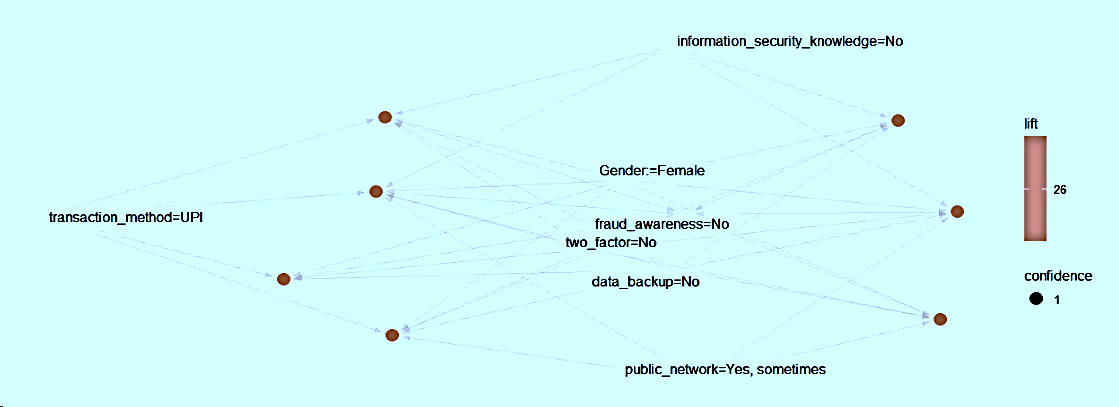 information_security_knowledge=No
lift
Gender:=Female
26
transaction_method=UPI
fraud_awareness=No
two_factor=No
confidence
data_backup=No
1
public_network=Yes, sometimes